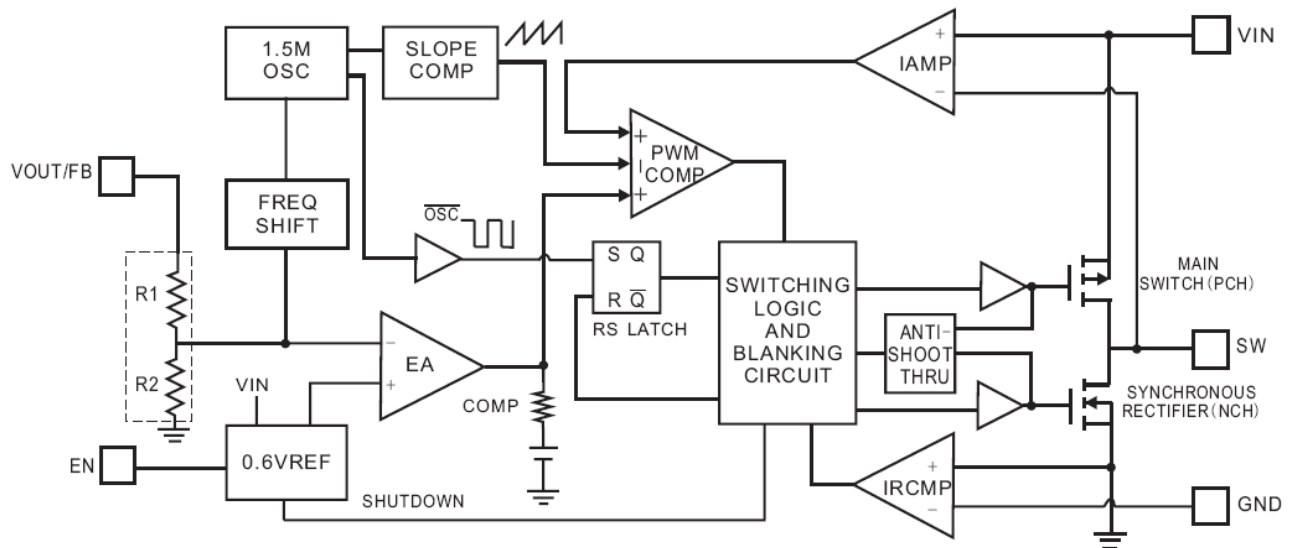 1.5M
OSC
SLOPE
COMP
IAMP
+
−
VIN
VOUT/FB
FREQ
SHIFT
+
−
+
PWM
COMP
OSC
R1
R2
S Q
R Q
RS LATCH
SWITCHING
LOGIC
AND
BLANKING
CIRCUIT
ANTI-
SHOOT
THRU
MAIN
SWITCH(PCH)
SW
SYNCHRONOUS
RECTIFIER(NCH)
−
+
EA
COMP
VIN
EN
0.6VREF
SHUTDOWN
+
−
IRCMP
GND